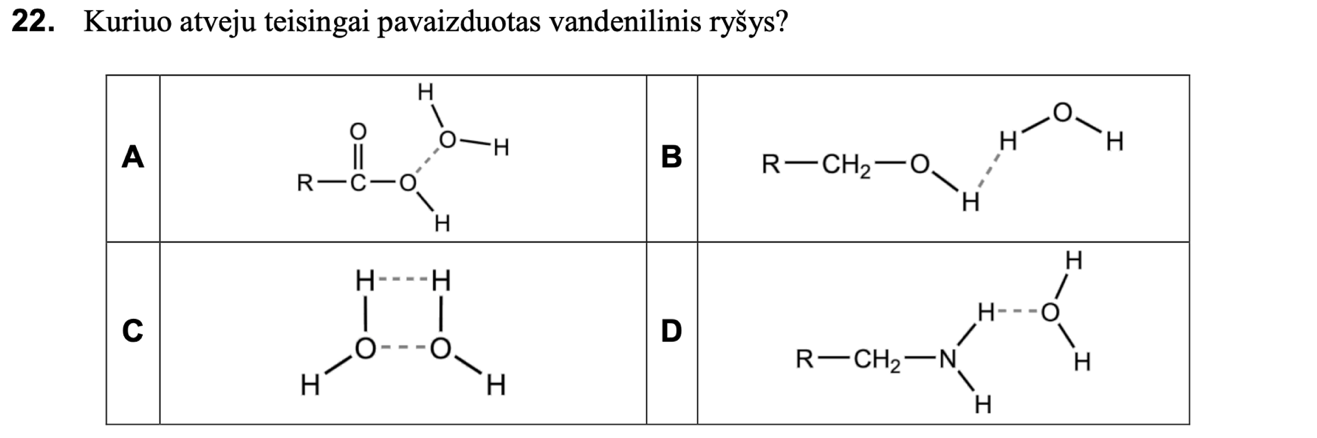 22. Kuriuo atveju teisingai pavaizduotas vandenilinis ryšys?
A
H
O
O—H
R—C—O
H
B
O
H H
R—CH₂—O
H
C
H----H
O---O
H H
D
H
H---O
R—CH₂—N H
H